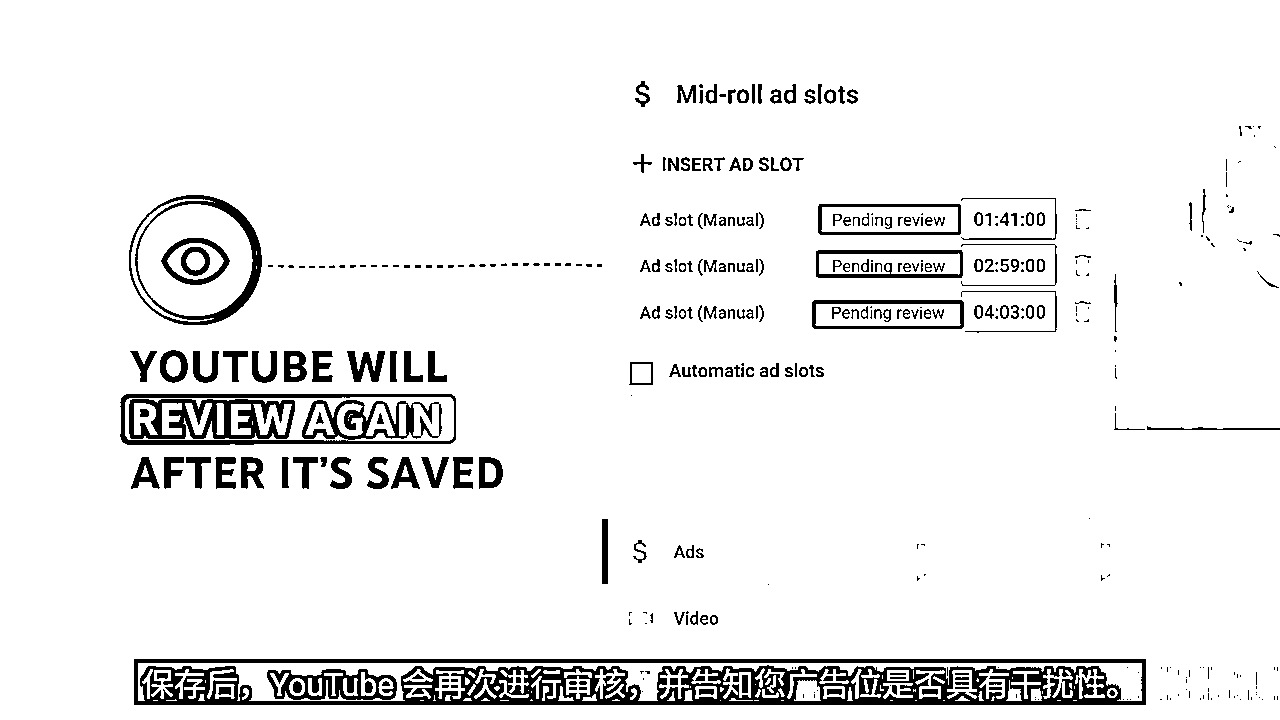 $ Mid-roll ad slots
+ INSERT AD SLOT
Ad slot (Manual) Pending review 01:41:00
Ad slot (Manual) Pending review 02:59:00
Ad slot (Manual) Pending review 04:03:00
Automatic ad slots
YOUTUBE WILL
REVIEW AGAIN
AFTER IT'S SAVED
$ Ads
Video
保存后，YouTube 会再次进行审核，并告知您广告位是否具有干扰性。